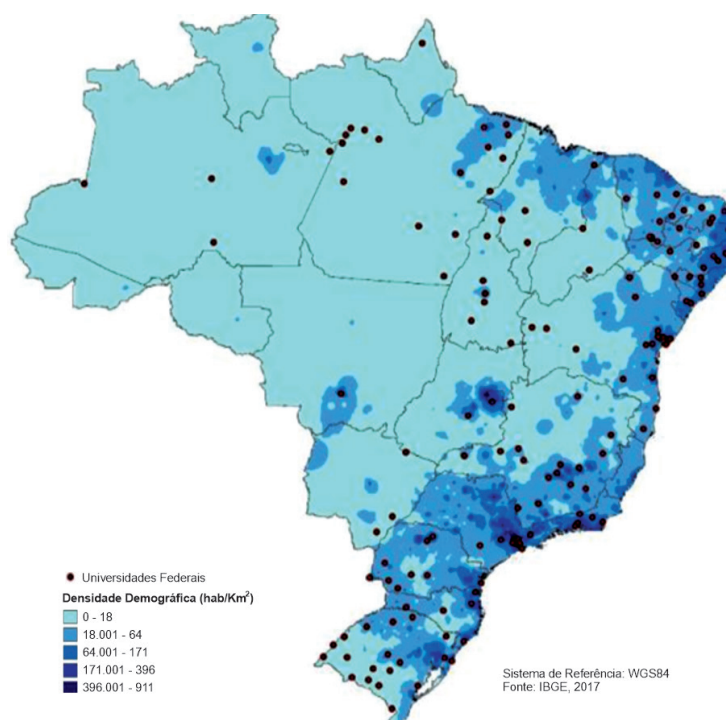 Universidades Federais
Densidade Demográfica (hab/Km²)
0 - 18
18.001 - 64
64.001 - 171
171.001 - 396
396.001 - 911
Sistema de Referência: WGS84
Fonte: IBGE, 2017